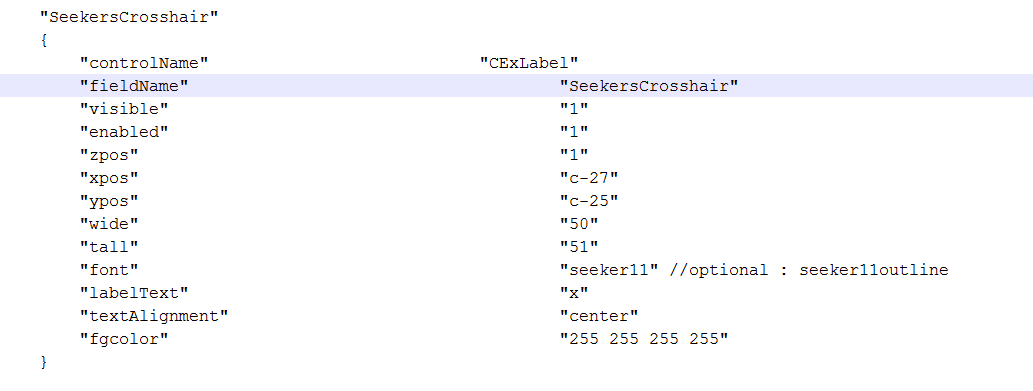 "SeekersCrosshair"
{
"controlName" "CExLabel"
"fieldName" "SeekersCrosshair"
"visible" "1"
"enabled" "1"
"zpos" "1"
"xpos" "c-27"
"ypos" "c-25"
"wide" "50"
"tall" "51"
"font" "seeker11" //optional : seeker11outline
"labelText" "x"
"textAlignment" "center"
"fgcolor" "255 255 255 255"
}